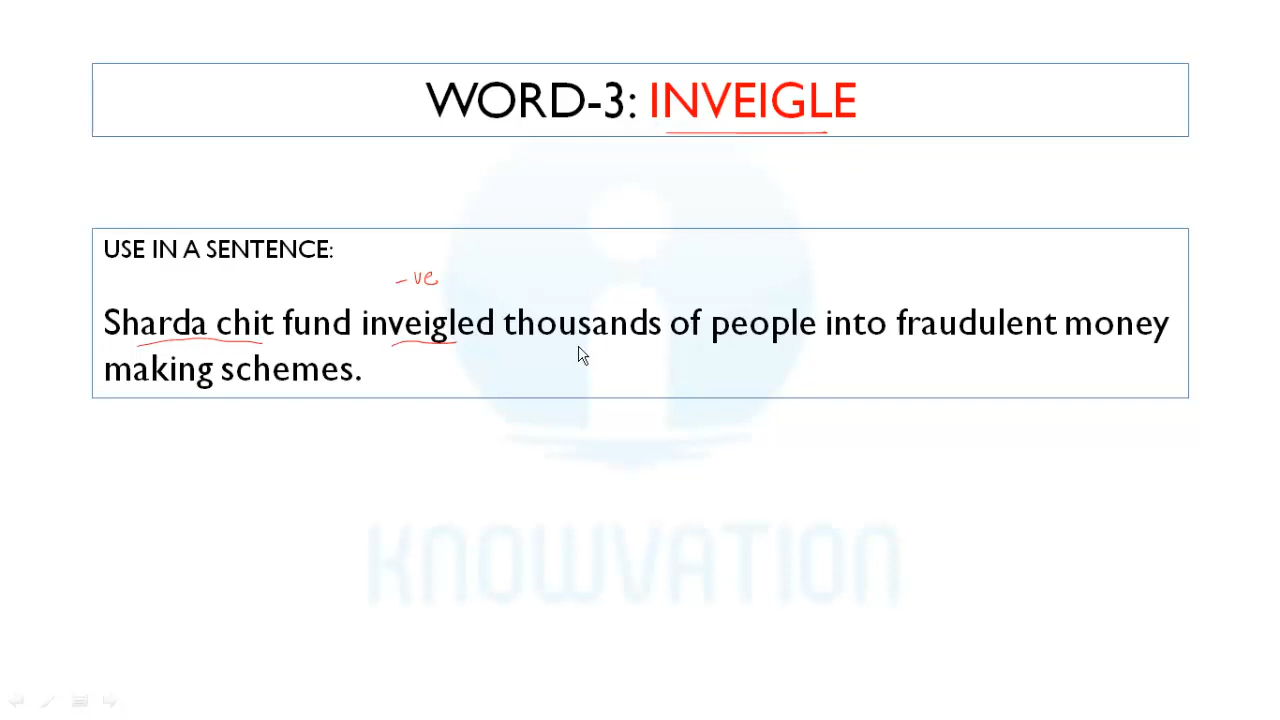 WORD-3: INVEIGLE
USE IN A SENTENCE:
-ve
Sharda chit fund inveigled thousands of people into fraudulent money
making schemes.
KNOWVATION